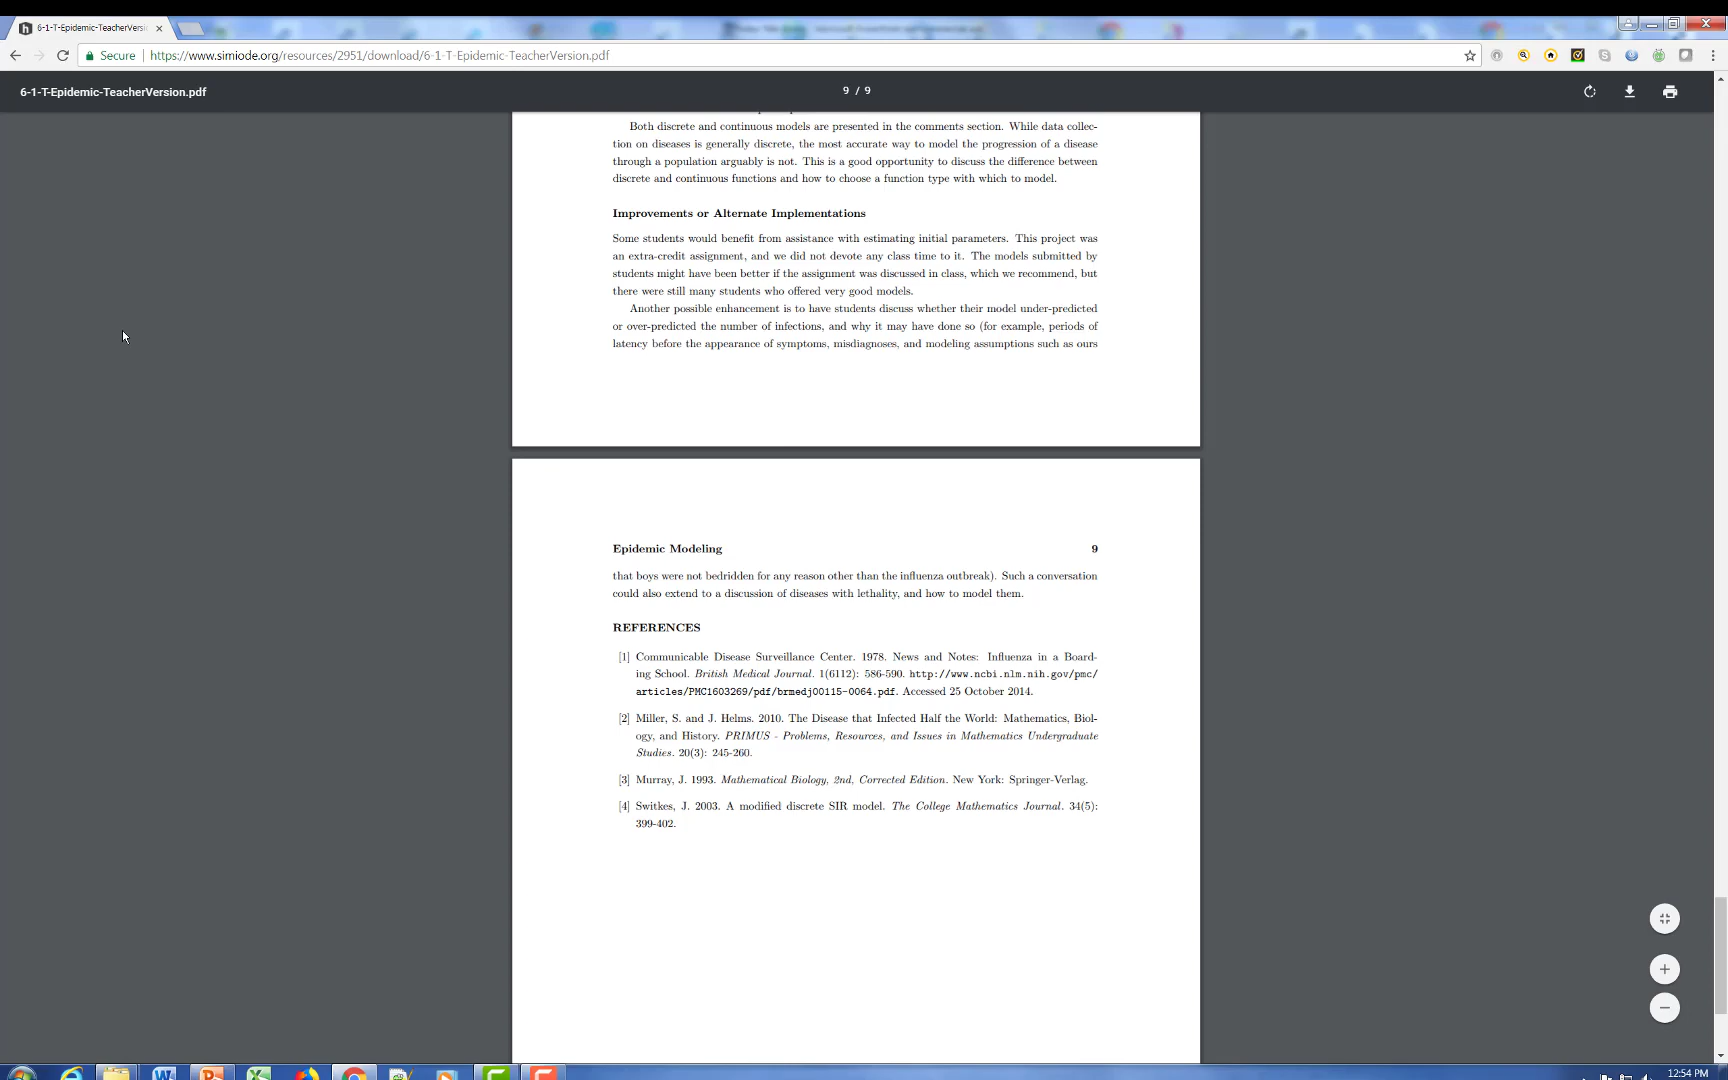 6-1-T-Epidemic-TeacherVersi
Secure
https://www.simiode.org/resources/2951/download/6-1-T-Epidemic-TeacherVersion.pdf
6-1-T-Epidemic-TeacherVersion.pdf
9 / 9
Both discrete and continuous models are presented in the comments section. While data collec-
tion on diseases is generally discrete, the most accurate way to model the progression of a disease
through a population arguably is not. This is a good opportunity to discuss the difference between
discrete and continuous functions and how to choose a function type with which to model.
Improvements or Alternate Implementations
Some students would benefit from assistance with estimating initial parameters. This project was
an extra-credit assignment, and we did not devote any class time to it. The models submitted by
students might have been better if the assignment was discussed in class, which we recommend, but
there were still many students who offered very good models.
Another possible enhancement is to have students discuss whether their model under-predicted
or over-predicted the number of infections, and why it may have done so (for example, periods of
latency before the appearance of symptoms, misdiagnoses, and modeling assumptions such as ours
Epidemic Modeling 9
that boys were not bedridden for any reason other than the influenza outbreak). Such a conversation
could also extend to a discussion of diseases with lethality, and how to model them.
REFERENCES
[1] Communicable Disease Surveillance Center. 1978. News and Notes: Influenza in a Board-
ing School. British Medical Journal. 1(6112): 586-590. http://www.ncbi.nlm.nih.gov/pmc/
articles/PMC1603269/pdf/brmedj00115-0064.pdf. Accessed 25 October 2014.
[2] Miller, S. and J. Helms. 2010. The Disease that Infected Half the World: Mathematics, Biol-
ogy, and History. PRIMUS - Problems, Resources, and Issues in Mathematics Undergraduate
Studies. 20(3): 245-260.
[3] Murray, J. 1993. Mathematical Biology, 2nd, Corrected Edition. New York: Springer-Verlag.
[4] Switkes, J. 2003. A modified discrete SIR model. The College Mathematics Journal. 34(5):
399-402.
12:54 PM